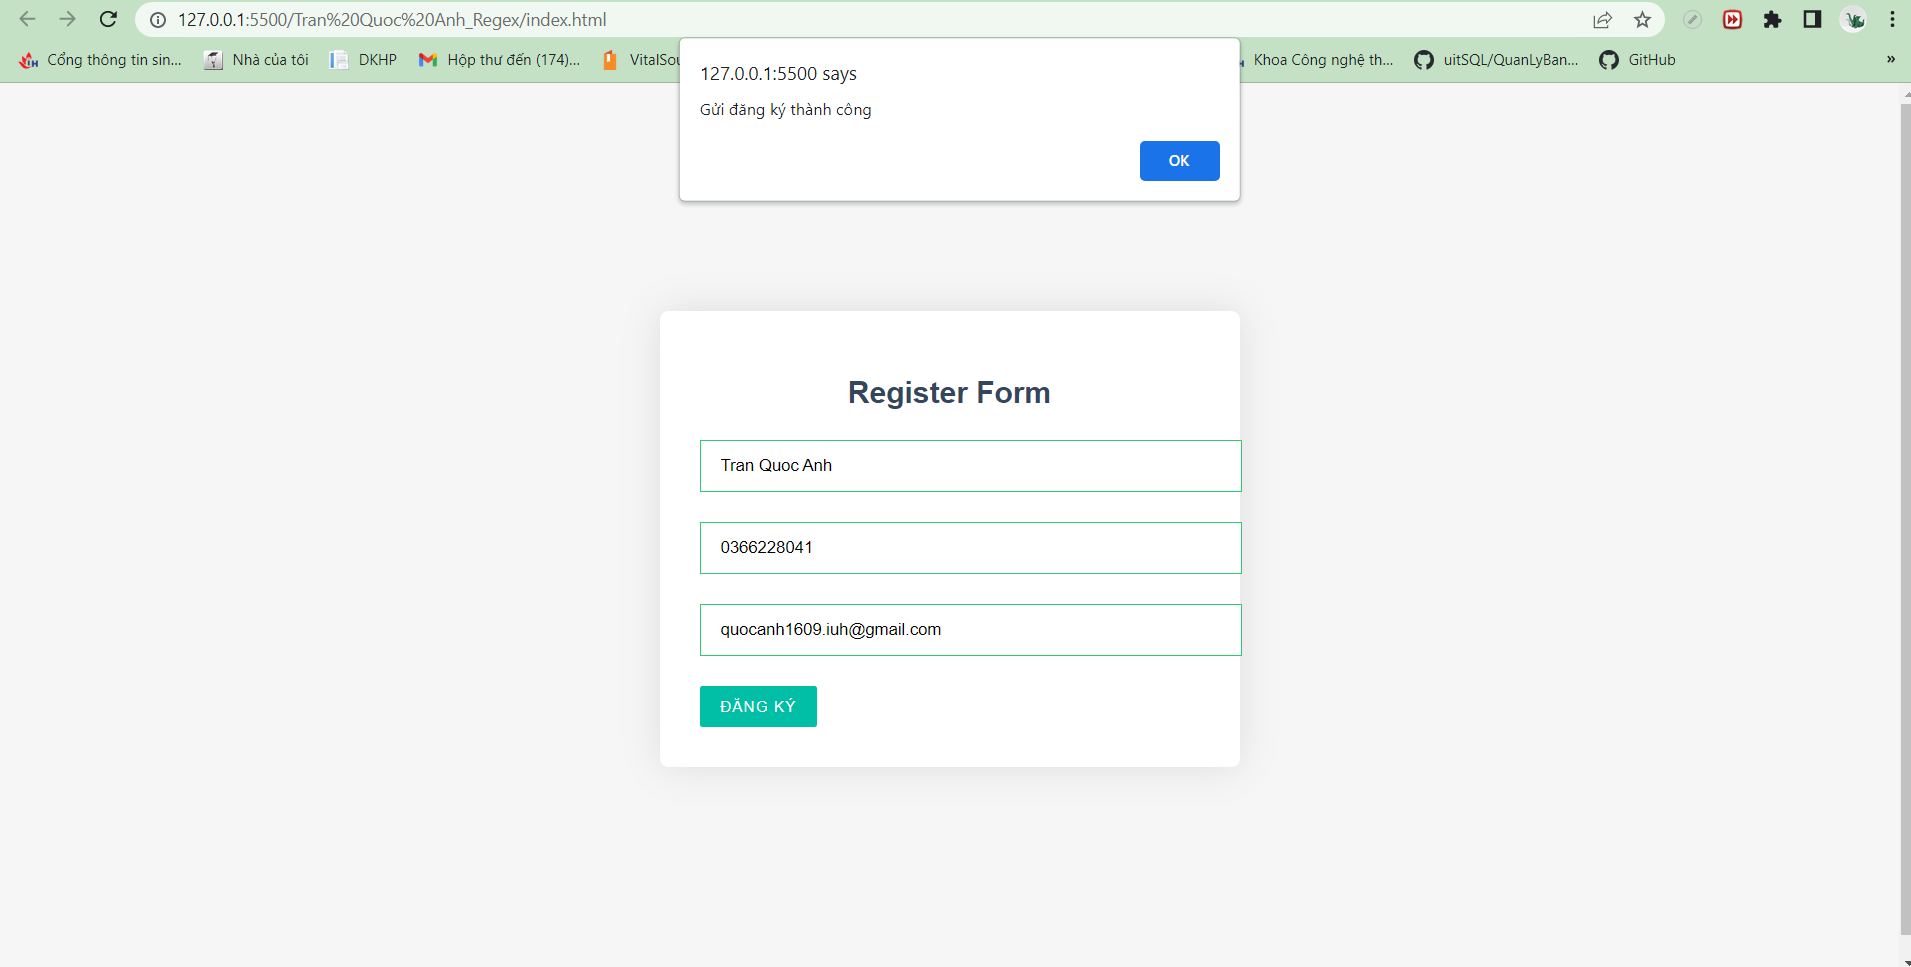 127.0.0.1:5500/Tran%20Quoc%20Anh_Regex/index.html
Cổng thông tin sin... Nhà của tôi DKHP Hộp thư đến (174)... VitalSou Khoa Công nghệ th... uitSQL/QuanLyBan... GitHub »
127.0.0.1:5500 says
Gửi đăng ký thành công
OK
Register Form
Tran Quoc Anh
0366228041
quocanh1609.iuh@gmail.com
ĐĂNG KÝ